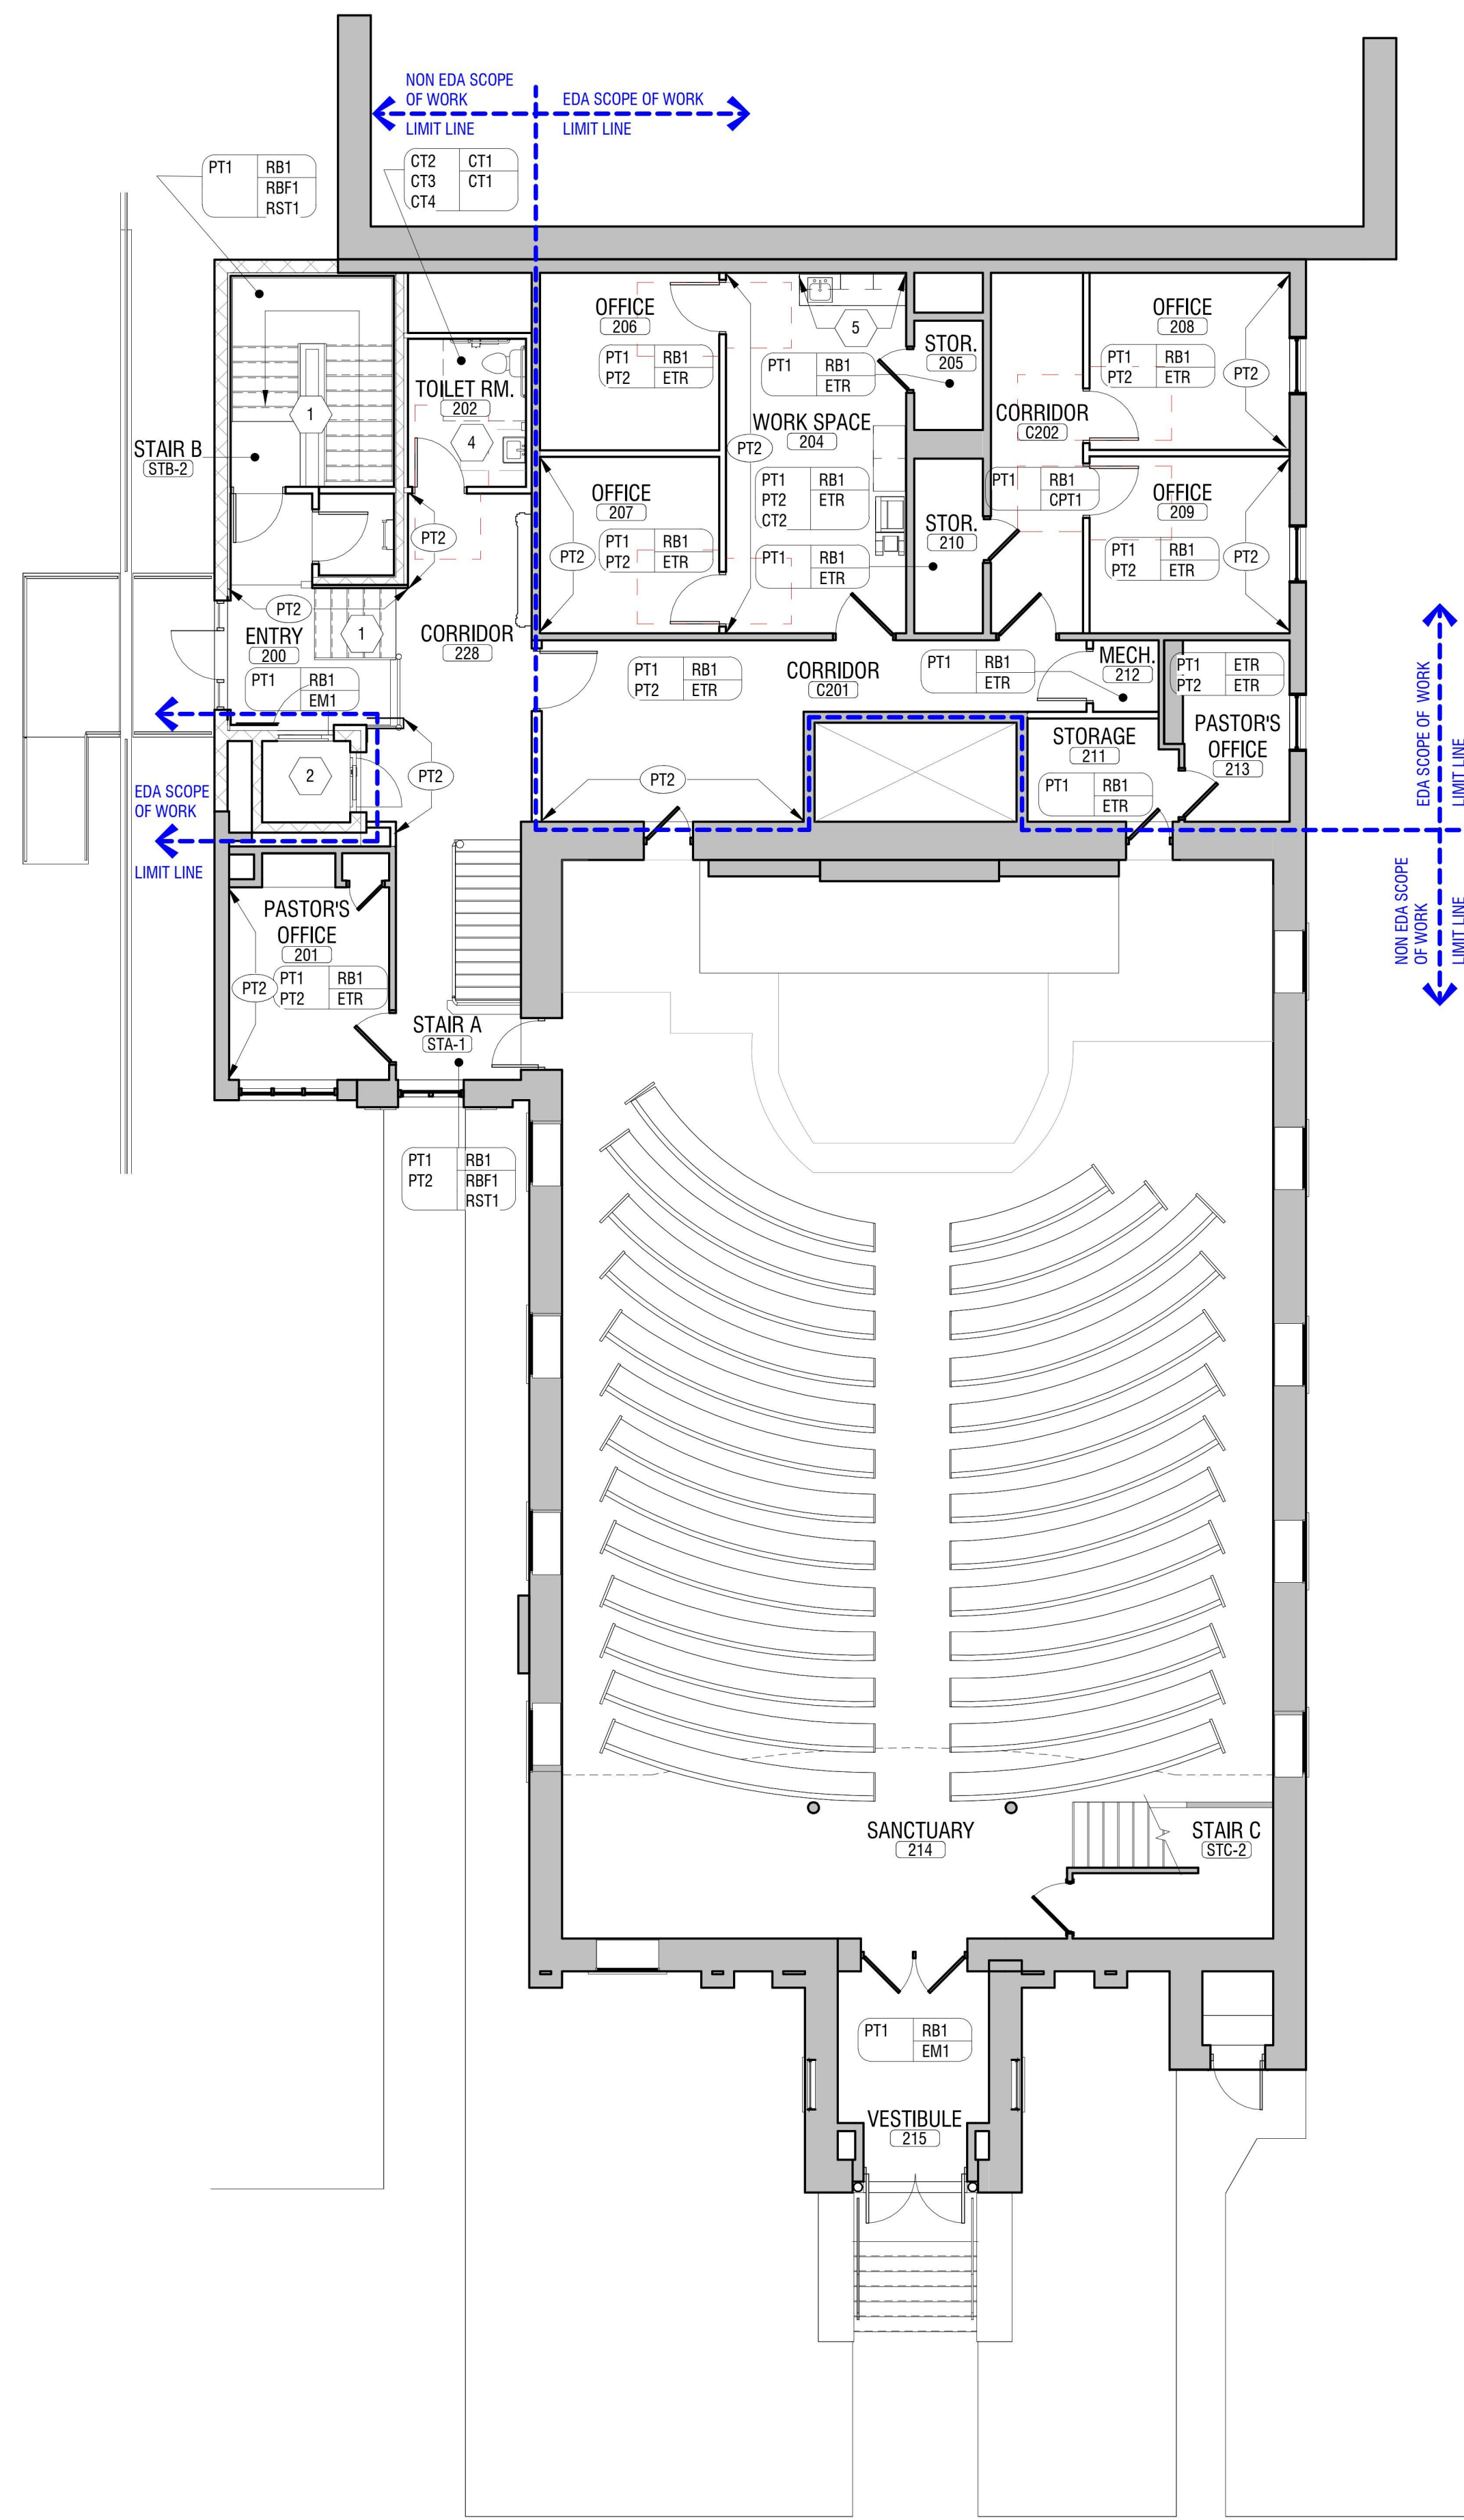 NON EDA SCOPE
OF WORK
LIMIT LINE
EDA SCOPE OF WORK
LIMIT LINE
PT1 RB1
RBF1
RST1
CT2 CT1
CT3 CT1
CT4
OFFICE
206
PT1 RB1
PT2 ETR
5
PT1 RB1
ETR
STOR.
205
OFFICE
208
PT1 RB1
PT2 ETR
PT2
TOILET RM.
202
4
1
STAIR B
STB-2
WORK SPACE
204
PT2
CORRIDOR
C202
PT1 RB1
PT2 ETR
CT2
PT1 RB1
CPT1
OFFICE
207
PT1 RB1
PT2 ETR
PT2
PT2
STOR.
210
PT1 RB1
ETR
OFFICE
209
PT1 RB1
PT2 ETR
PT2
PT2
1
ENTRY
200
PT1 RB1
EM1
CORRIDOR
228
PT1 RB1
PT2 ETR
CORRIDOR
C201
PT1 RB1
ETR
MECH.
212
PT1 ETR
PT2 ETR
PASTOR'S
OFFICE
213
STORAGE
211
PT1 RB1
ETR
PT2
2
PT2
EDA SCOPE
OF WORK
LIMIT LINE
EDA SCOPE OF WORK
LIMIT LINE
NON EDA SCOPE
OF WORK
LIMIT LINE
PASTOR'S
OFFICE
201
PT2
PT1 RB1
PT2 ETR
STAIR A
STA-1
PT1 RB1
PT2 RBF1
RST1
SANCTUARY
214
STAIR C
STC-2
PT1 RB1
EM1
VESTIBULE
215